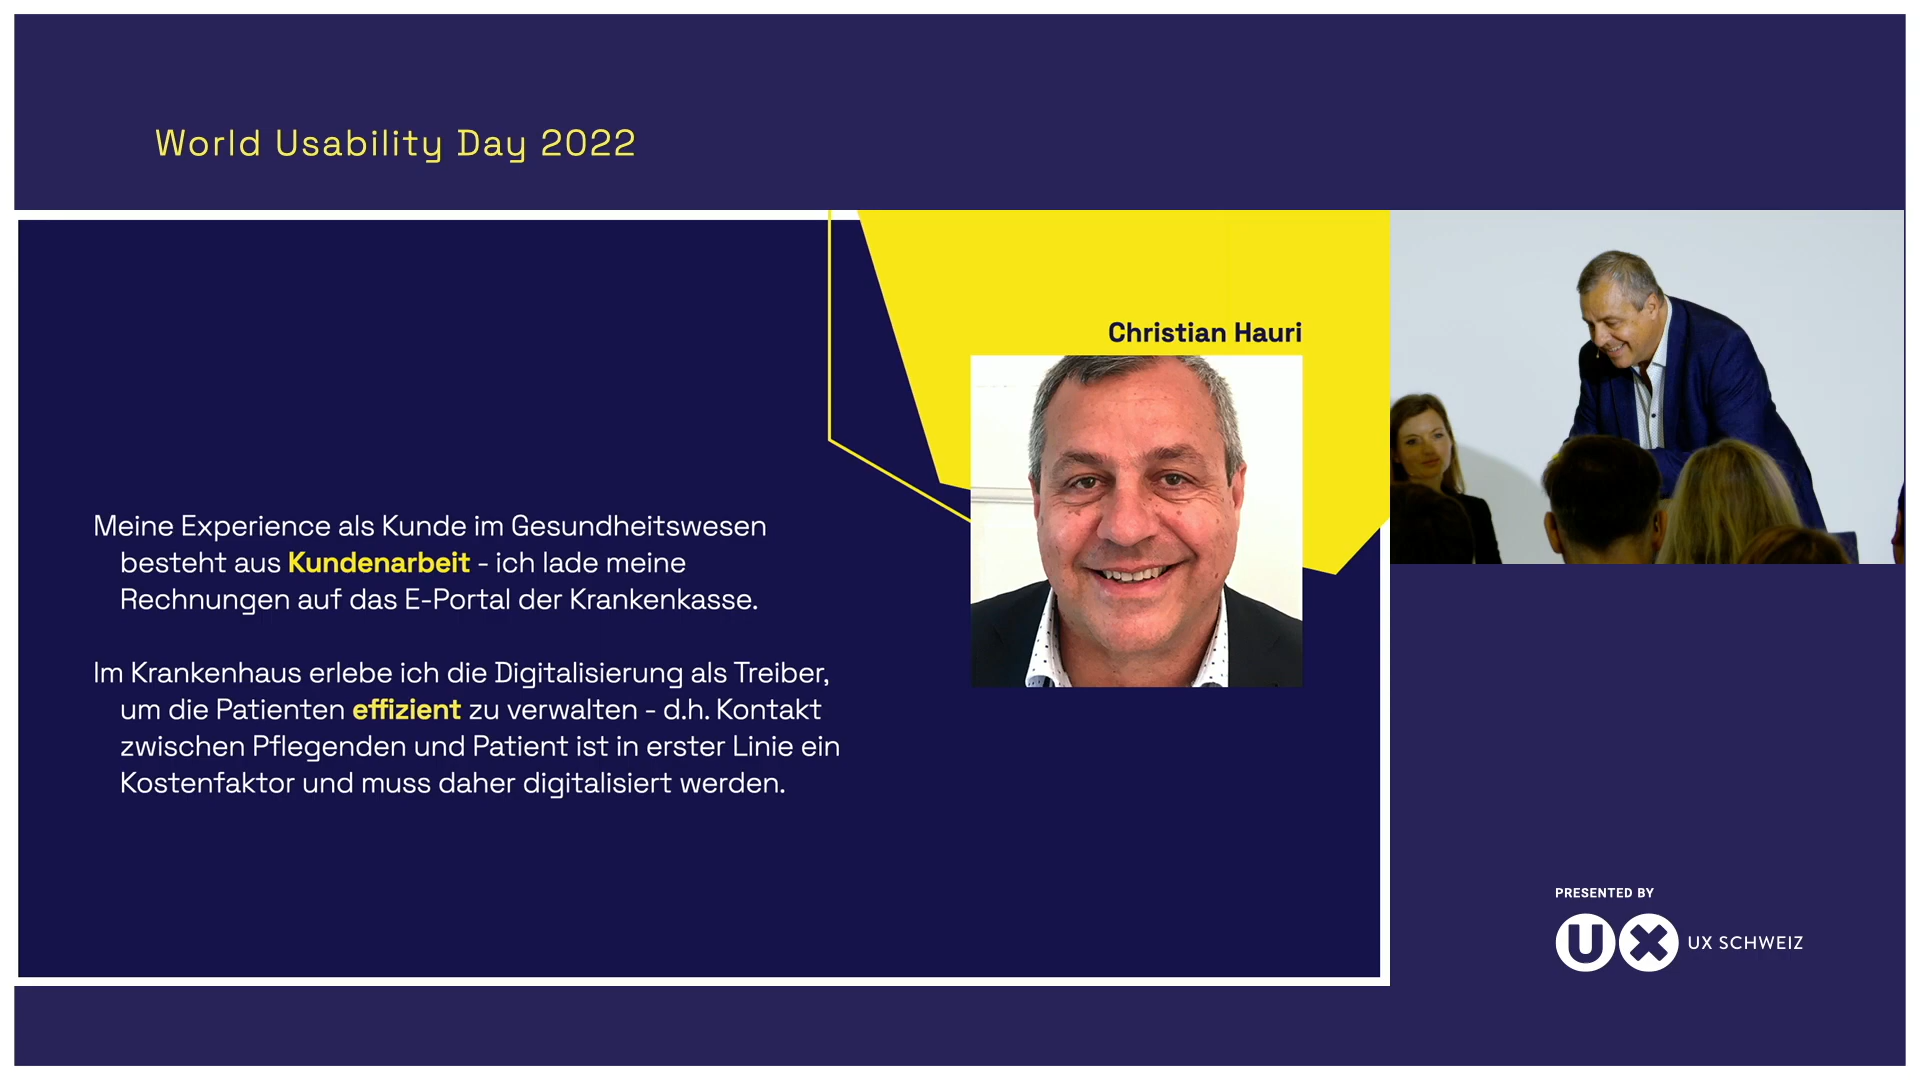 World Usability Day 2022
Christian Hauri
Meine Experience als Kunde im Gesundheitswesen
besteht aus Kundenarbeit - ich lade meine
Rechnungen auf das E-Portal der Krankenkasse.
Im Krankenhaus erlebe ich die Digitalisierung als Treiber,
um die Patienten effizient zu verwalten - d.h. Kontakt
zwischen Pflegenden und Patient ist in erster Linie ein
Kostenfaktor und muss daher digitalisiert werden.
PRESENTED BY
UX UX SCHWEIZ